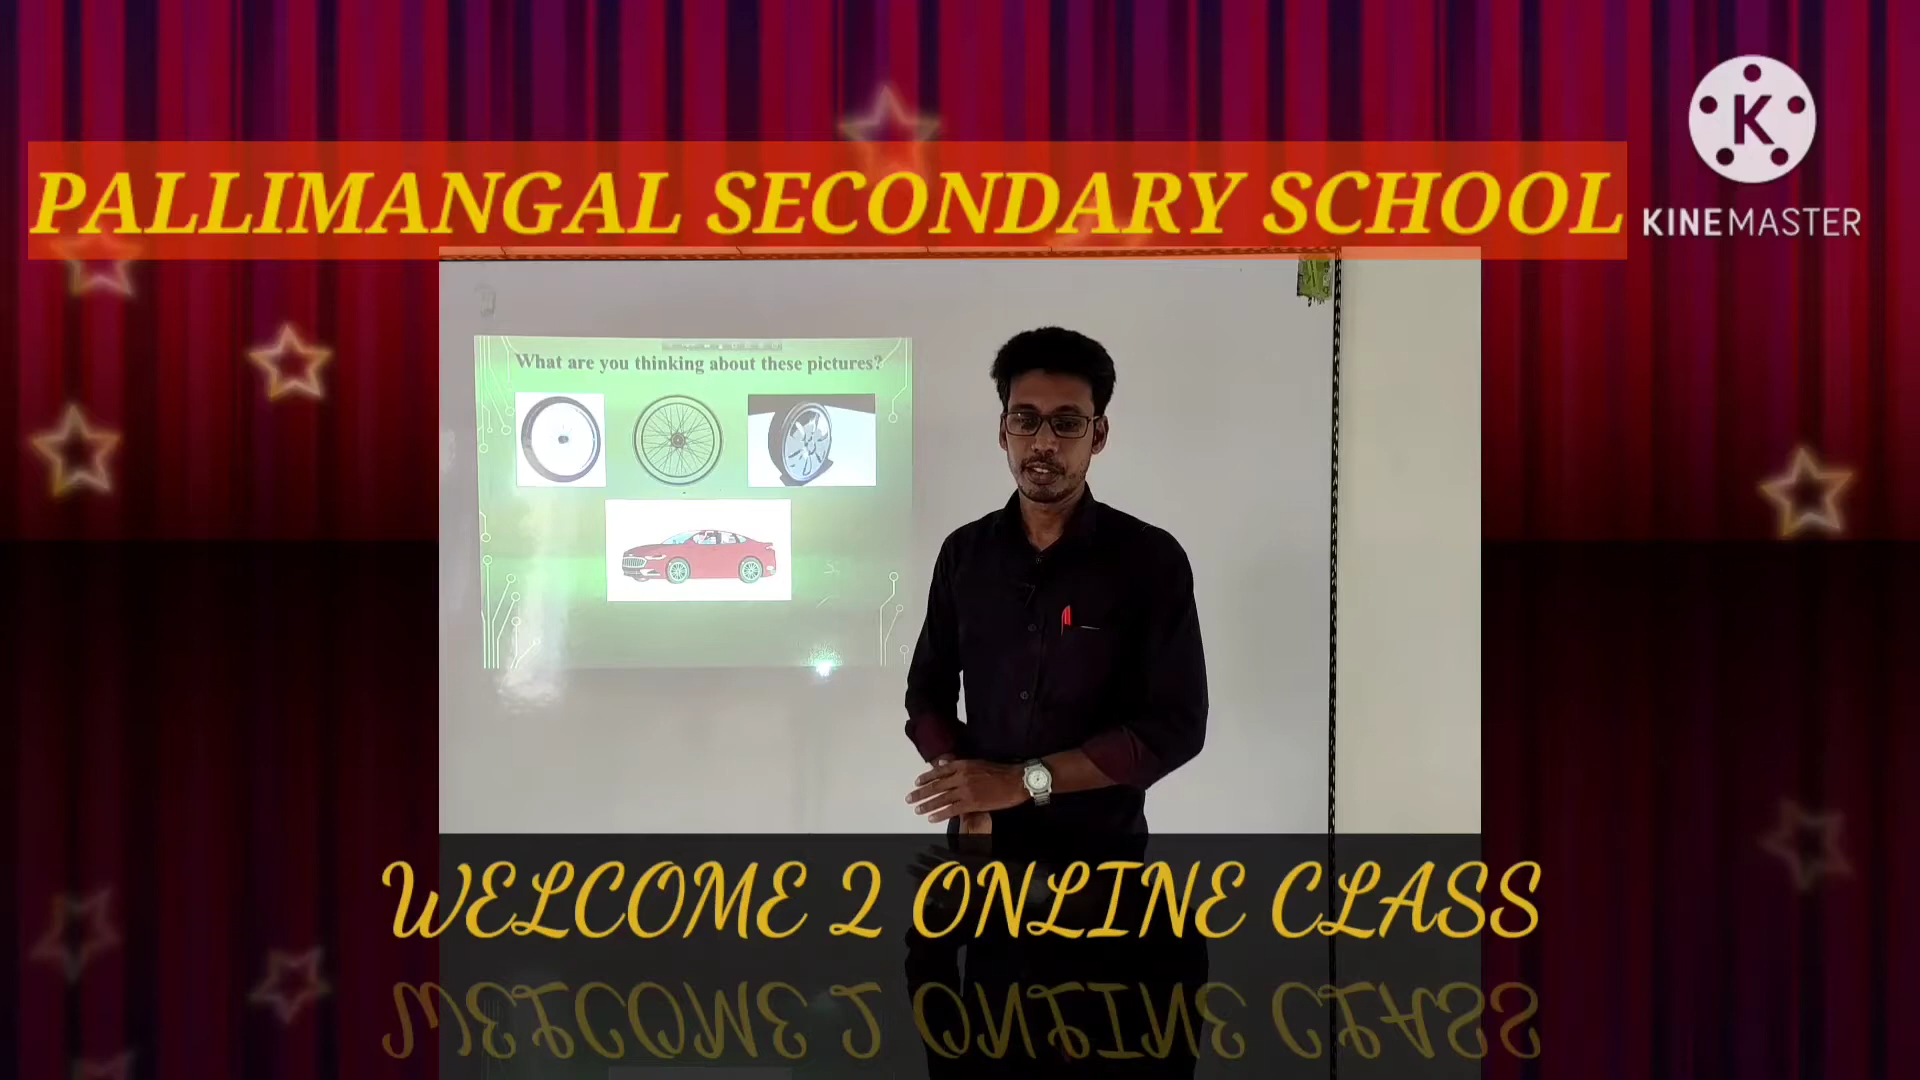 PALLIMANGAL SECONDARY SCHOOL
K
KINEMASTER
What are you thinking about these pictures?
WELCOME 2 ONLINE CLASS